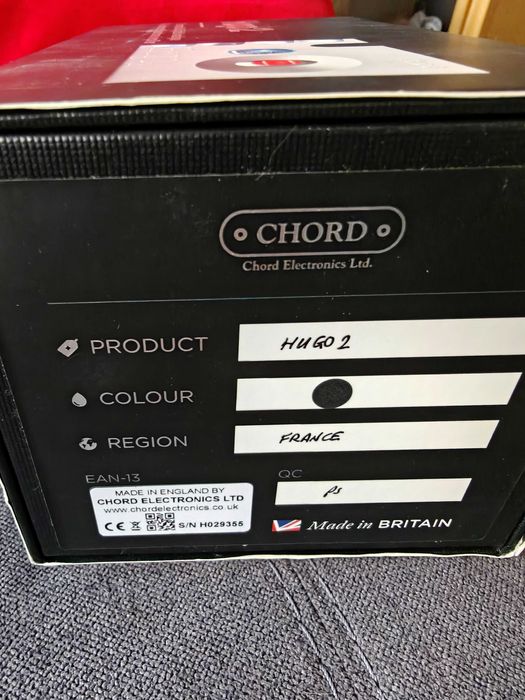 CHORD
Chord Electronics Ltd.
PRODUCT HUGO 2
COLOUR
REGION FRANCE
EAN-13
QC
MADE IN ENGLAND BY
CHORD ELECTRONICS LTD
www.chordelectronics.co.uk
CE S/N H029355
Made in BRITAIN